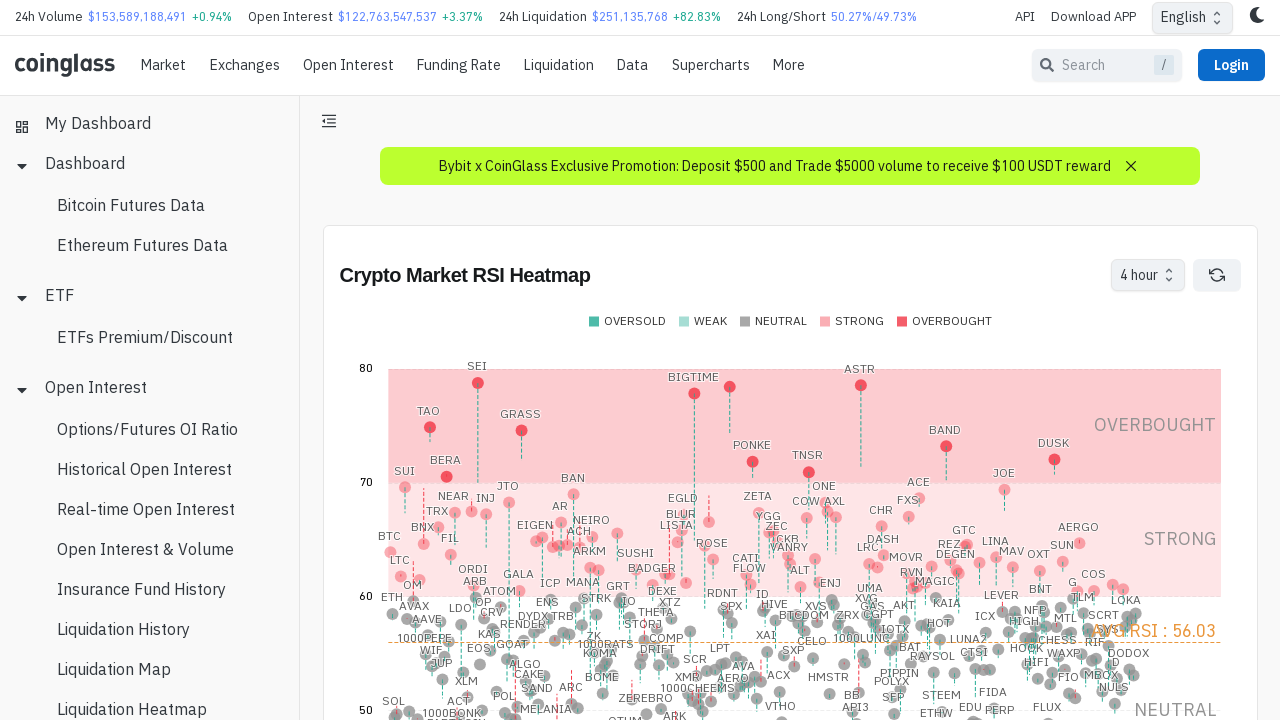 24h Volume $153,589,188,491 +0.94% Open Interest $122,763,547,537 +3.37% 24h Liquidation $251,135,768 +82.83% 24h Long/Short 50.27%/49.73% API Download APP English
coinglass Market Exchanges Open Interest Funding Rate Liquidation Data Supercharts More Search / Login
My Dashboard
Dashboard
Bitcoin Futures Data
Ethereum Futures Data
ETF
ETFs Premium/Discount
Open Interest
Options/Futures OI Ratio
Historical Open Interest
Real-time Open Interest
Open Interest & Volume
Insurance Fund History
Liquidation History
Liquidation Map
Liquidation Heatmap
Bybit x CoinGlass Exclusive Promotion: Deposit $500 and Trade $5000 volume to receive $100 USDT reward
Crypto Market RSI Heatmap 4 hour
OVERSOLD WEAK NEUTRAL STRONG OVERBOUGHT
80
SEI ASTR
BIGTIME
TAO GRASS
OVERBOUGHT
BAND
PONKE DUSK
TNSR
BERA
SUI JOE
70
BAN
JTO ONE ACE
NEAR INJ EGLD ZETA COW AXL FXS
TRX AR BLUR CHR
BNX EIGEN NEIRO LISTA YGG ZEC AERGO
BTC FIL ACH ROSE CKB DASH GTC STRONG
ARKM SUSHI VANRY LRC REZ LINA SUN
LTC CATI MOVR DEGEN MAV OXT
ORDI GALA BADGER FLOW ALT RVN COS
OM ARB ICP MANA GRT DEXE ENJ UMA MAGIC G
60
ETH ATOM STRK IO XTZ RDNT ID XVG AKT KAIA LEVER BNT TLM LQKA
AVAX LDO OP ENS THETA SPX HIVE XVS GAS NFP
AAVE CRV DYDX TRB STORJ BTCDOM ZRX CGPT ICX HIGH MTL SCRT
1000PEPE KAS RENDER ZK COMP XAI 1000LUNC IOTX HOT LUNA2 CHESS AVG RSI : 56.03
WIF EOS GOAT 1000RATS DRIFT LPT CELO BAT CTSI HOOK WAXP RIF
JUP ALGO KOMA SCR AVA SXP RAYSOL HIFI DODOX
XLM CAKE BOME XMR AERO ACX HMSTR PIPPIN FIO MBOX ID
SAND ARC 1000CHEEMS POLYX NULS
SOL ACT POL ZEREBRO VTHO BB SEP STEEM FIDA
50 1000BONK MELANIA ARK API3 ETHW EDU PERP FLUX NEUTRAL